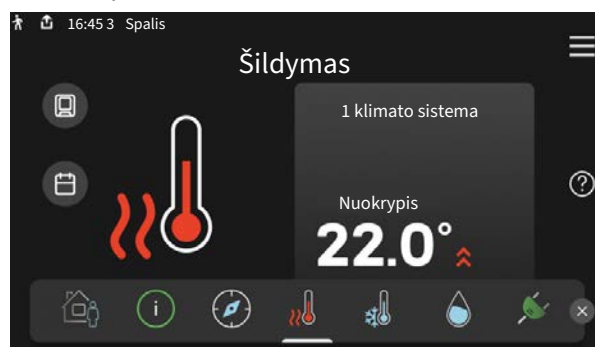 16:45 3 Spalis
Šildymas
1 klimato sistema
Nuokrypis
22.0°